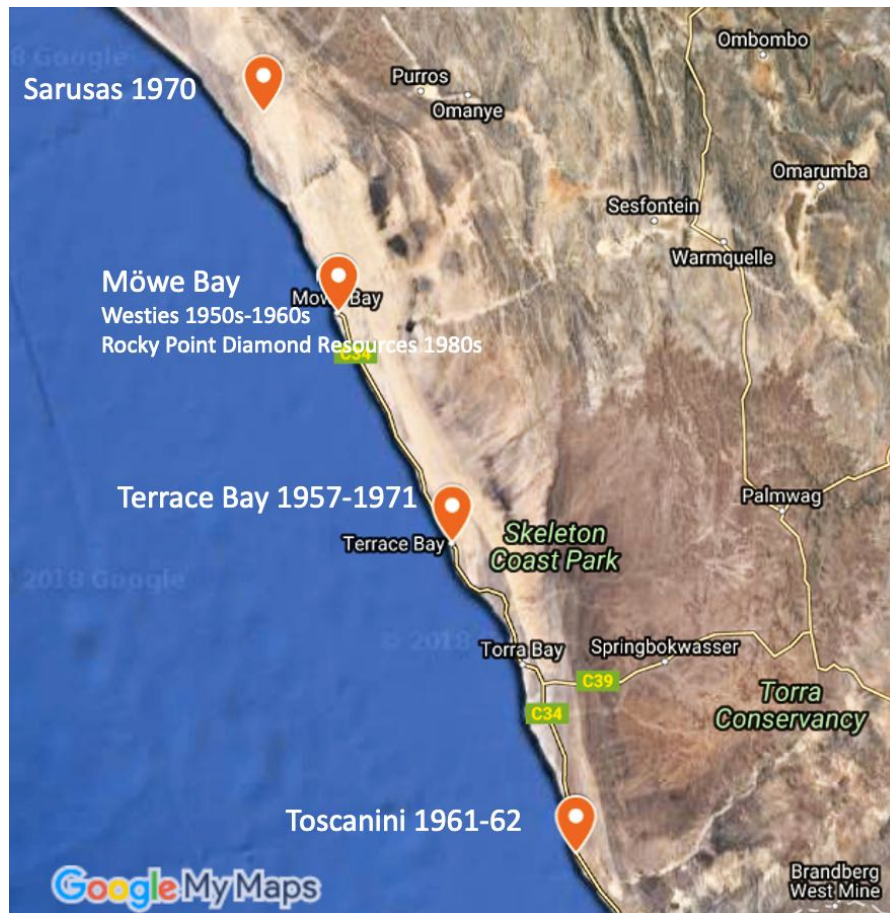 8 Google
Ombombo
Purros
Sarusas 1970
Omanye
Omarumba
Sesfontein
Warmquelle
Möwe Bay
Westies 1950s-1960s
Rocky Point Diamond Resources 1980s
C34
Terrace Bay 1957-1971
Palmwag
Terrace Bay
Skeleton
Coast Park
2018 Google
© 2018
Torra Bay
Springbokwasser
C39
Torra
Conservancy
C34
Toscanini 1961-62
Brandberg
West Mine
Google My Maps